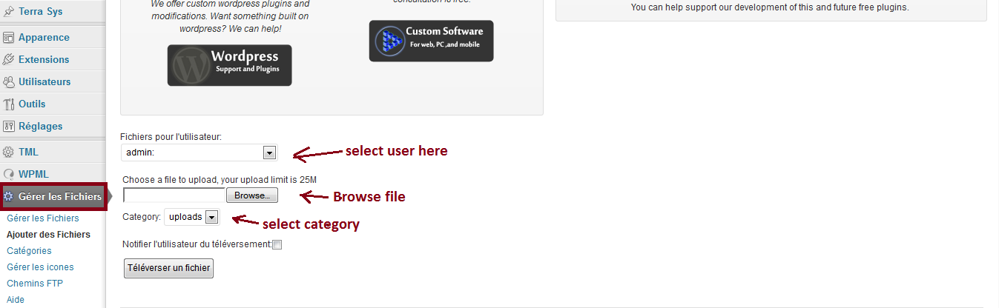 Terra Sys
Apparence
Extensions
Utilisateurs
Outils
Réglages
TML
WPML
Gérer les Fichiers
Gérer les Fichiers
Ajouter des Fichiers
Catégories
Gérer les icones
Chemins FTP
Aide
We offer custom wordpress plugins and
modifications. Want something built on
wordpress? We can help!
Wordpress
Support and Plugins
consultation is free.
Custom Software
For web, PC ,and mobile
You can help support our development of this and future free plugins.
Fichiers pour l'utilisateur:
admin:
select user here
Choose a file to upload, your upload limit is 25M
Browse...
Browse file
Category: uploads
select category
Notifier l'utilisateur du téléversement:
Téléverser un fichier